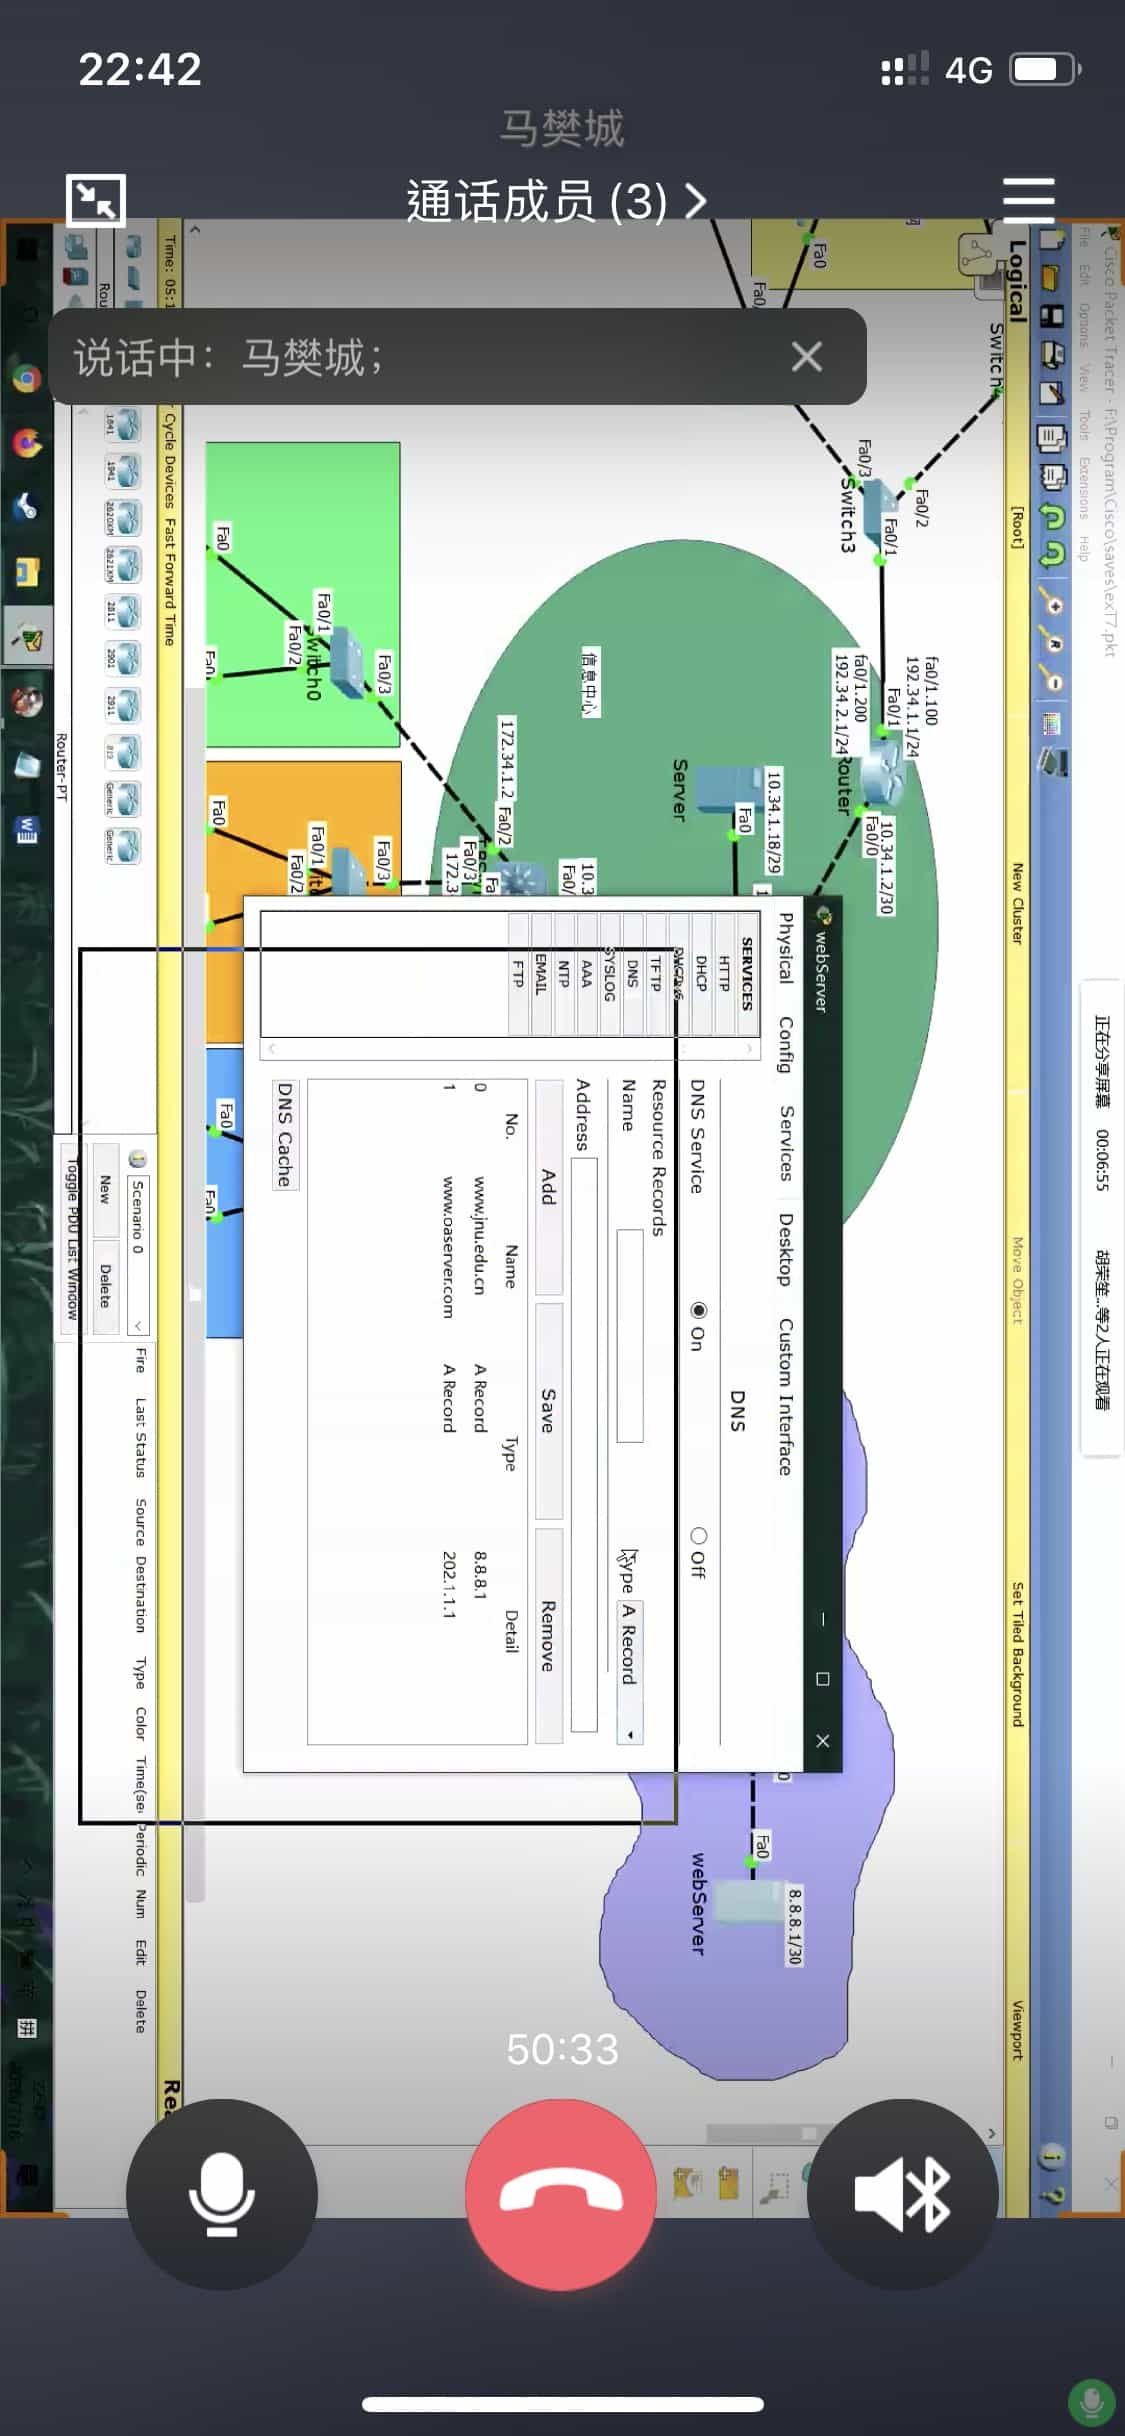 22:42
4G
马樊城
通话成员 (3)
说话中：马樊城;
Cisco Packet Tracer - F:\Program\Cisco\saves\exT7.pkt
File Edit Options View Tools Extensions Help
正在分享屏幕 00:06:55 胡荣笙...等2人正在观看
Logical
[Root]
New Cluster
Move Object
Set Tiled Background
Viewport
Fa0
Fa0
Switch
Fa0/3
Fa0/2
Fa0/1
Switch3
fa0/1.100
192.34.1.1/24
Fa0/1
fa0/1.200
192.34.2.1/24
Router
10.34.1.2/30
Fa0/0
信息中心
Server
10.34.1.18/29
Fa0
172.34.1.2
Fa0/2
Fa0/3
172.3
Fa
Fa0/
10.3
Fa0
Fa0/1
Fa0/2
Switch0
Fa0/3
Fa0
Fa0/1
Fa0/2
Fa0/3
Fa0
webServer
Physical Config Services Desktop Custom Interface
SERVICES
HTTP
DHCP
DHCPv6
TFTP
DNS
SYSLOG
AAA
NTP
EMAIL
FTP
DNS
DNS Service
On
Off
Resource Records
Name
Type A Record
Address
Add Save Remove
No. Name Type Detail
0 www.jnu.edu.cn A Record 8.8.8.1
1 www.oaserver.com A Record 202.1.1.1
DNS Cache
Fa0
8.8.8.1/30
webServer
Time: 05:1
Cycle Devices Fast Forward Time
Rea
Rou
1841
1941
2620XM
2621XM
2811
2901
2911
819
Generic
Generic
Router-PT
Scenario 0
New
Delete
Toggle PDU List Window
Fire Last Status Source Destination Type Color Time(se Periodic Num Edit Delete
拼
50:33